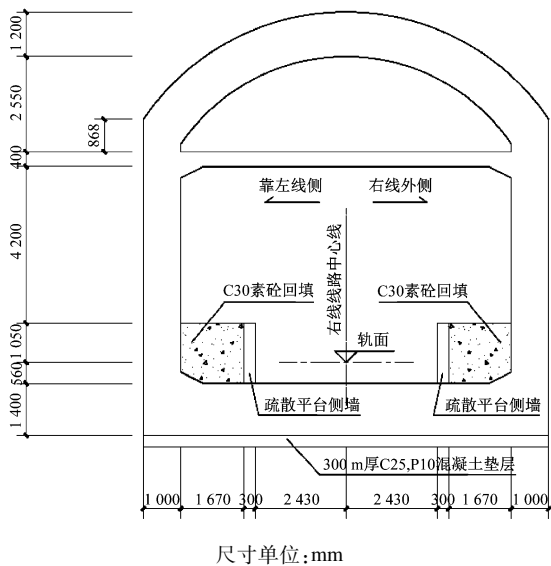 1 200
2 550
868
400
靠左线侧
右线外侧
4 200
右线线路中心线
C30素砼回填
C30素砼回填
1 050
轨面
560
疏散平台侧墙
疏散平台侧墙
1 400
300 m厚C25,P10混凝土垫层
1 000
1 670
300
2 430
2 430
300
1 670
1 000
尺寸单位:mm